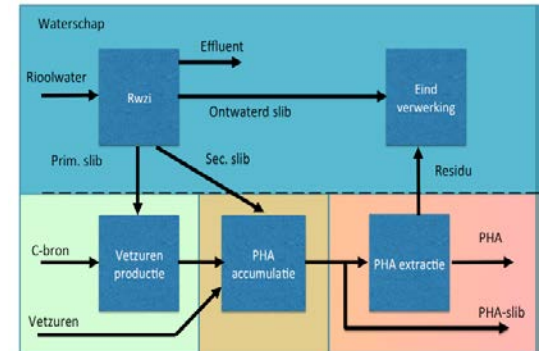 Waterschap
Effluent
Rioolwater
Rwzi
Eind
verwerking
Ontwaterd slib
Prim. slib
Sec. slib
Residu
C-bron
Vetzuren
productie
PHA
accumulatie
PHA extractie
PHA
PHA-slib
Vetzuren